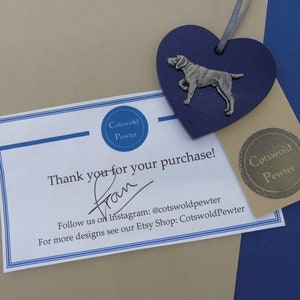 Cotswold
Pewter
Thank you for your purchase!
Fran
Follow us on Instagram: @cotswoldpewter
For more designs see our Etsy Shop: CotswoldPewter
Cotswold
Pewter